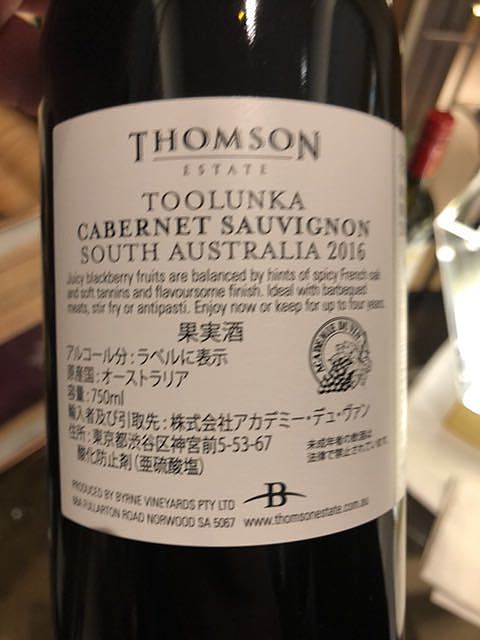 THOMSON
ESTATE
TOOLUNKA
CABERNET SAUVIGNON
SOUTH AUSTRALIA 2016
Juicy blackberry fruits are balanced by hints of spicy French oak
and soft tannins and flavoursome finish. Ideal with barbequed
meats, stir fry or antipasti. Enjoy now or keep for up to four years.
果実酒
アルコール分:ラベルに表示
原産国:オーストラリア
容量:750ml
輸入者及び引取先:株式会社アカデミー・デュ・ヴァン
住所:東京都渋谷区神宮前5-53-67
酸化防止剤(亜硫酸塩)
ACADEMIE DU VIN
未成年者の飲酒は
法律で禁止されています。
PRODUCED BY BYRNE VINEYARDS PTY LTD
FULLARTON ROAD NORWOOD SA 5067
B
www.thomsonestate.com.au